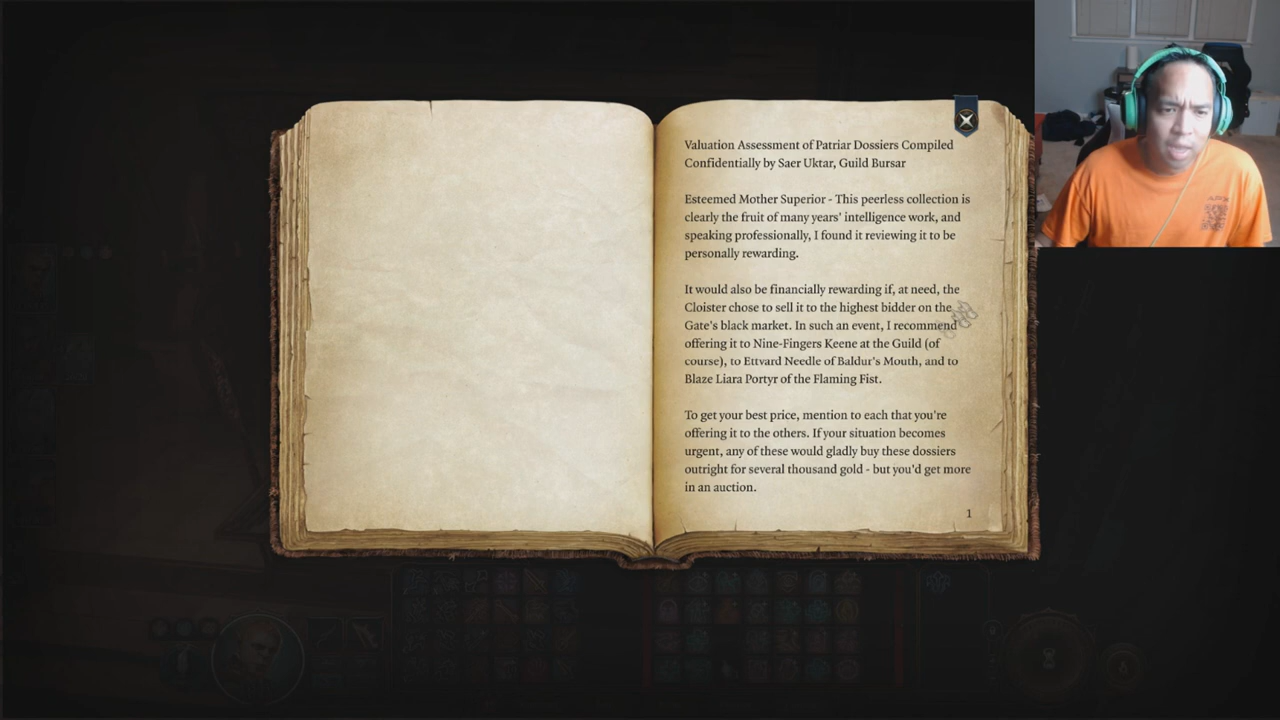 Valuation Assessment of Patriar Dossiers Compiled
Confidentially by Saer Uktar, Guild Bursar
Esteemed Mother Superior - This peerless collection is
clearly the fruit of many years' intelligence work, and
speaking professionally, I found it reviewing it to be
personally rewarding.
It would also be financially rewarding if, at need, the
Cloister chose to sell it to the highest bidder on the
Gate's black market. In such an event, I recommend
offering it to Nine-Fingers Keene at the Guild (of
course), to Ettvard Needle of Baldur's Mouth, and to
Blaze Liara Portyr of the Flaming Fist.
To get your best price, mention to each that you're
offering it to the others. If your situation becomes
urgent, any of these would gladly buy these dossiers
outright for several thousand gold - but you'd get more
in an auction.
1